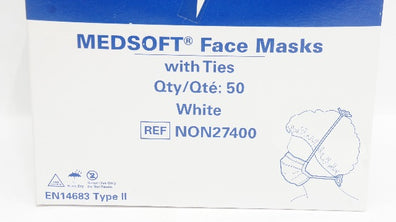 MEDSOFT® Face Masks
with Ties
Qty/Qté: 50
White
REF NON27400
EN14683 Type II